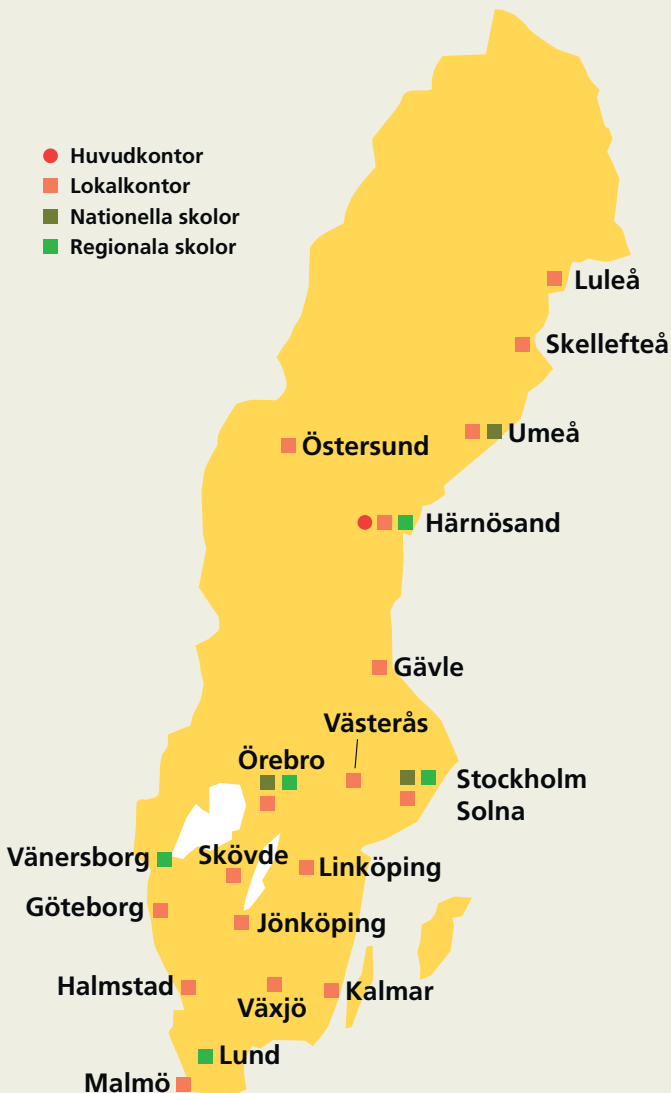 Huvudkontor
Lokalkontor
Nationella skolor
Regionala skolor
Luleå
Skellefteå
Umeå
Östersund
Härnösand
Gävle
Västerås
Örebro
Stockholm
Solna
Vänersborg
Skövde
Linköping
Göteborg
Jönköping
Halmstad
Växjö
Kalmar
Lund
Malmö